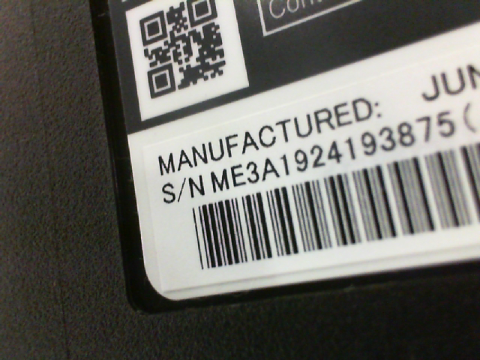 MANUFACTURED: JUN
S/N ME3A1924193875(